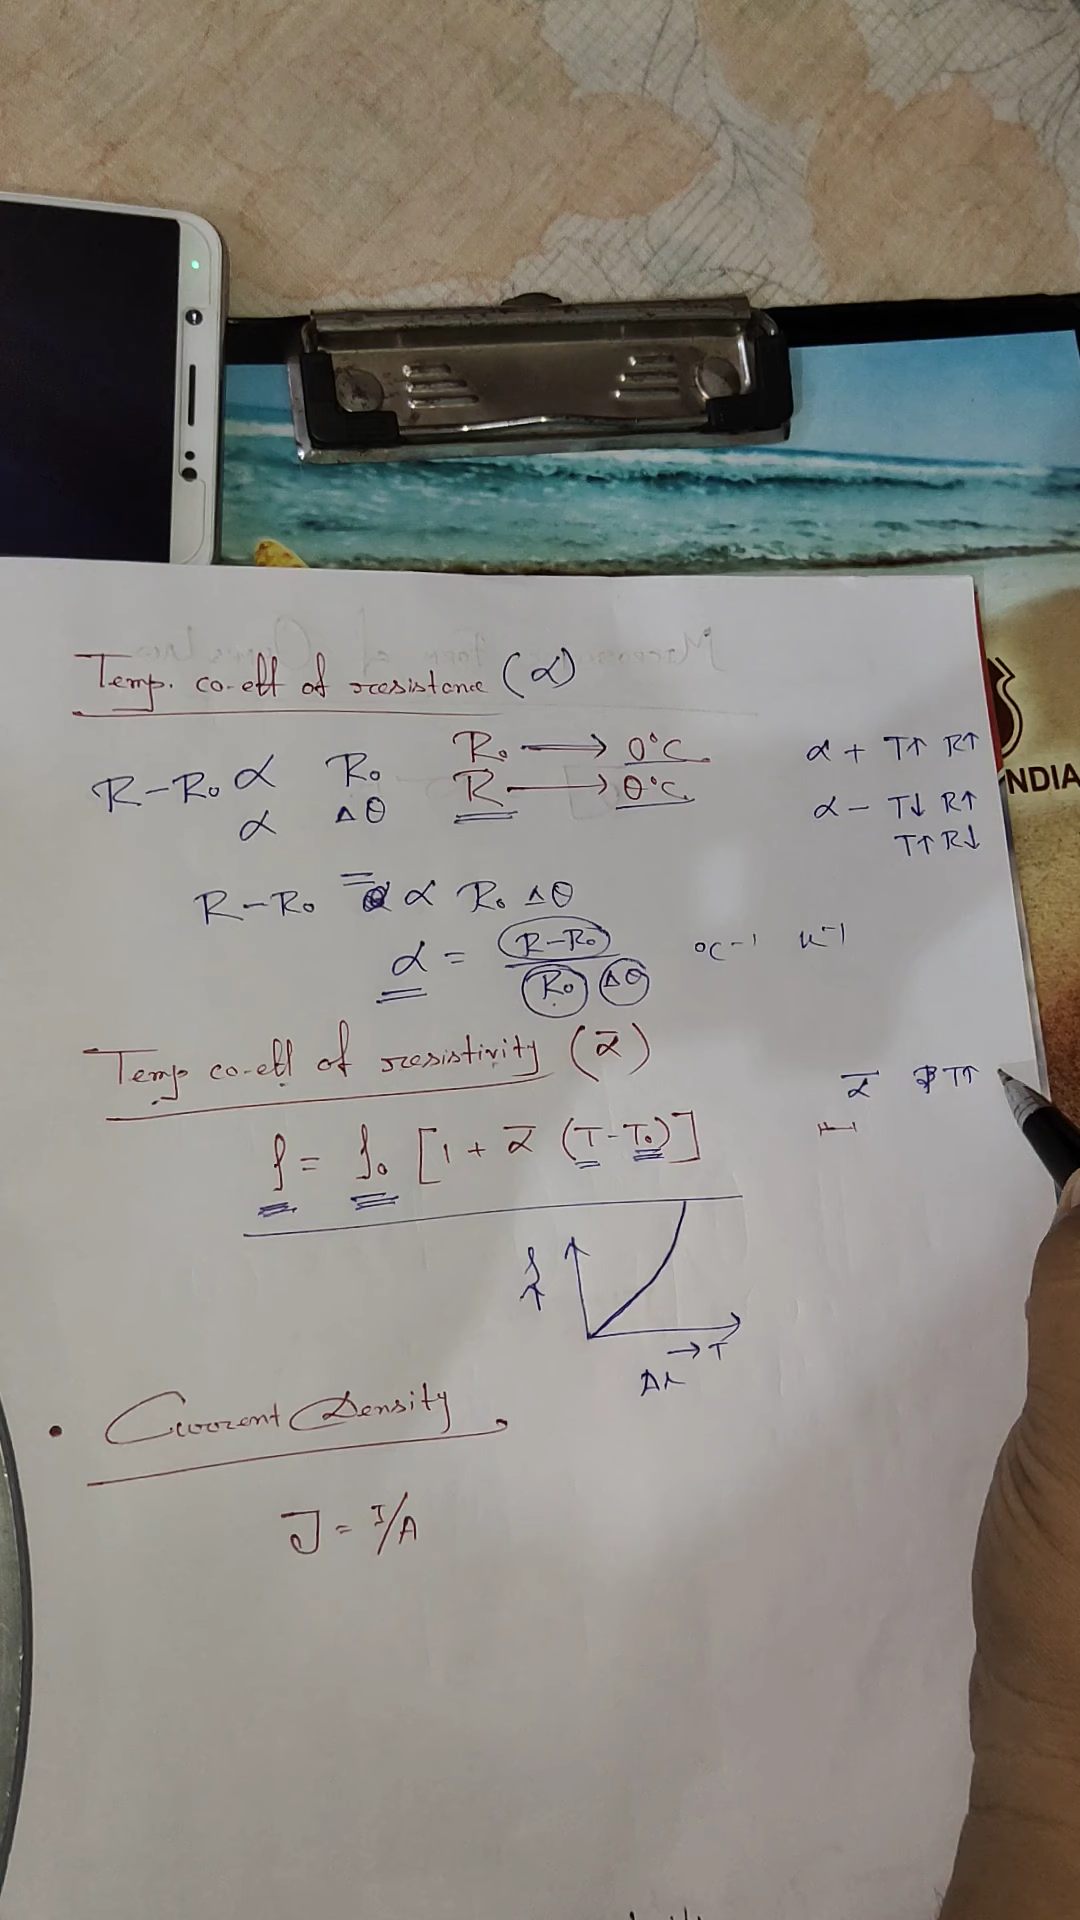 Temp. co-eff of resistance (α)
R-R₀ α R₀
α Δθ
R₀ → 0°C.
R → θ°C.
α + T↑ R↑
α - T↓ R↑
T↑ R↓
R-R₀ = α R₀ Δθ
α = (R-R₀) / R₀ Δθ °C⁻¹ K⁻¹
Temp co-eff of resistivity (ᾱ)
ρ = ρ₀ [1 + ᾱ (T-T₀)]
ᾱ T↑
ρ ↑
→ T
• Current Density
J = I/A
INDIA